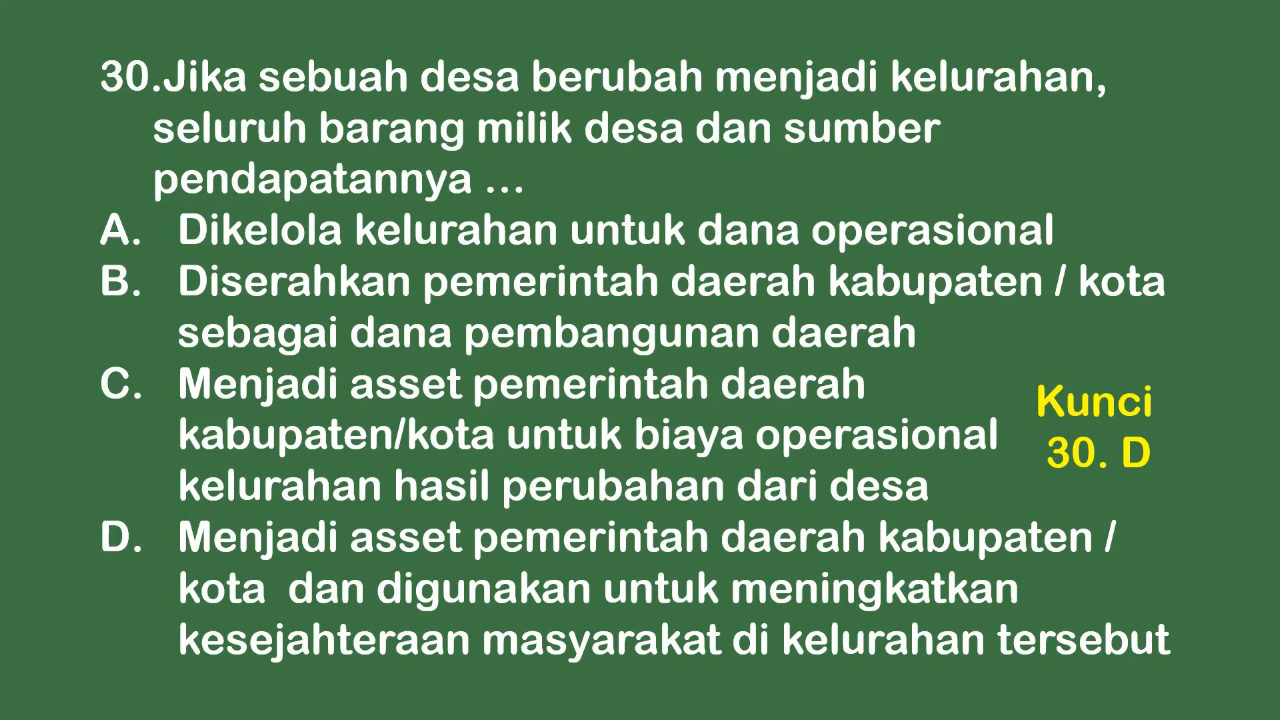 30.Jika sebuah desa berubah menjadi kelurahan,
seluruh barang milik desa dan sumber
pendapatannya ...
A. Dikelola kelurahan untuk dana operasional
B. Diserahkan pemerintah daerah kabupaten / kota
sebagai dana pembangunan daerah
C. Menjadi asset pemerintah daerah
kabupaten/kota untuk biaya operasional
kelurahan hasil perubahan dari desa
D. Menjadi asset pemerintah daerah kabupaten /
kota dan digunakan untuk meningkatkan
kesejahteraan masyarakat di kelurahan tersebut
Kunci
30. D